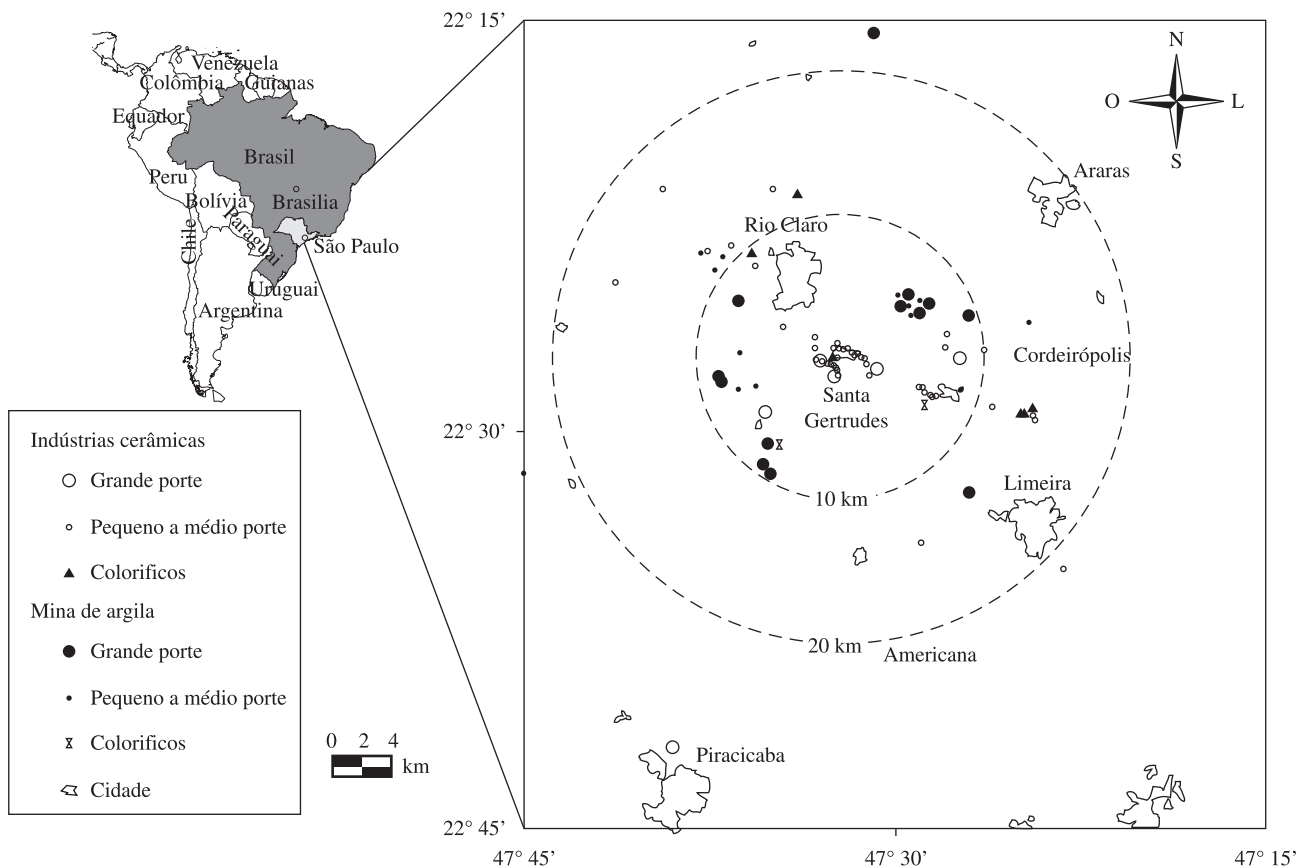 Venezuela
Colômbia
Guianas
Equador
Brasil
Peru
Bolívia
Brasilia
Paraguai
Chile
São Paulo
Uruguai
Argentina
Indústrias cerâmicas
Grande porte
Pequeno a médio porte
Colorificos
Mina de argila
Grande porte
Pequeno a médio porte
Colorificos
Cidade
0 2 4
km
22° 15’
22° 30’
22° 45’
47° 45’
47° 30’
47° 15’
N
O
L
S
Araras
Rio Claro
Cordeirópolis
Santa
Gertrudes
Limeira
10 km
20 km
Americana
Piracicaba